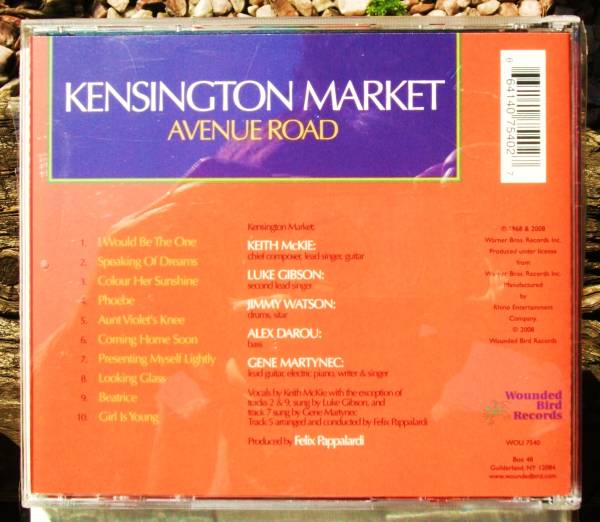 KENSINGTON MARKET
AVENUE ROAD
6 64140 75402 7
1. I Would Be The One
2. Speaking Of Dreams
3. Colour Her Sunshine
4. Phoebe
5. Aunt Violet's Knee
6. Coming Home Soon
7. Presenting Myself Lightly
8. Looking Glass
9. Beatrice
10. Girl Is Young
Kensington Market:
KEITH McKIE:
chief composer, lead singer, guitar
LUKE GIBSON:
second lead singer
JIMMY WATSON:
drums, sitar
ALEX DAROU:
bass
GENE MARTYNEC:
lead guitar, electric piano, writer & singer
Vocals by Keith McKie with the exception of
tracks 2 & 9, sung by Luke Gibson, and
track 7 sung by Gene Martynec
Track 5 arranged and conducted by Felix Pappalardi
Produced by Felix Pappalardi
℗ 1968 & 2008
Warner Bros. Records Inc.
Produced under license
from
Warner Bros. Records Inc.
Manufactured
by
Rhino Entertainment
Company.
© 2008
Wounded Bird Records
Wounded
Bird
Records
WOU 7540
Box 48
Guilderland, NY 12084
www.woundedbird.com